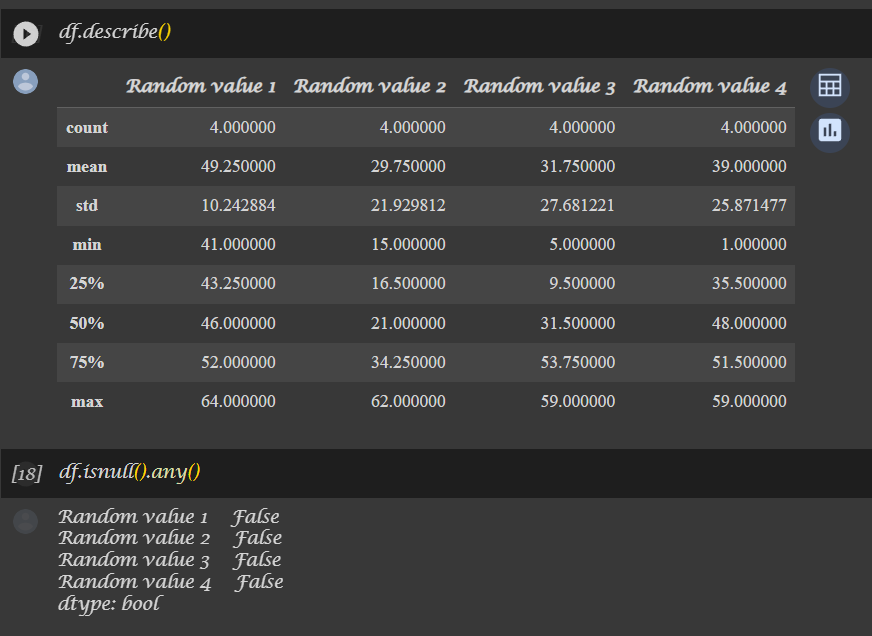 df.describe()
Random value 1 Random value 2 Random value 3 Random value 4
count 4.000000 4.000000 4.000000 4.000000
mean 49.250000 29.750000 31.750000 39.000000
std 10.242884 21.929812 27.681221 25.871477
min 41.000000 15.000000 5.000000 1.000000
25% 43.250000 16.500000 9.500000 35.500000
50% 46.000000 21.000000 31.500000 48.000000
75% 52.000000 34.250000 53.750000 51.500000
max 64.000000 62.000000 59.000000 59.000000
[18] df.isnull().any()
Random value 1 False
Random value 2 False
Random value 3 False
Random value 4 False
dtype: bool